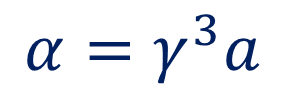 α = γ³a